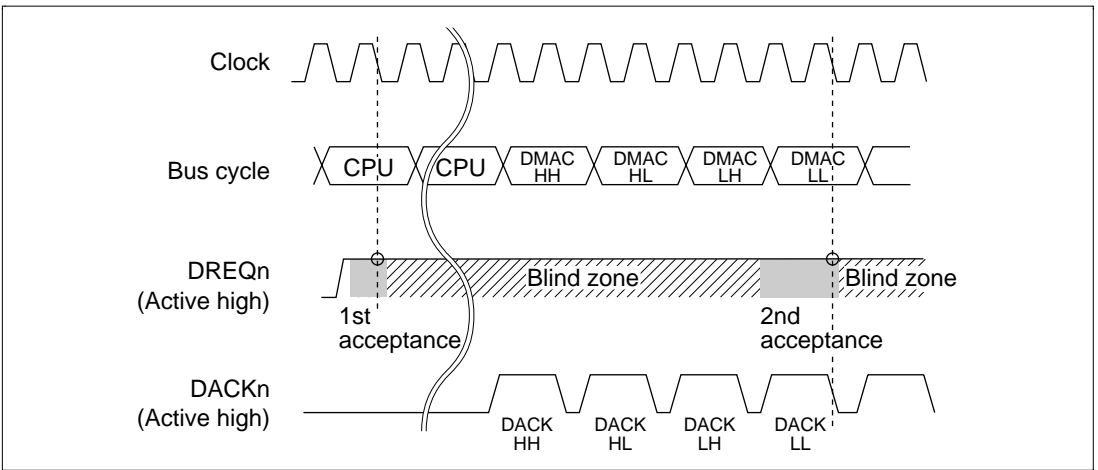 Clock
Bus cycle
CPU CPU DMAC DMAC DMAC DMAC
HH HL LH LL
DREQn
(Active high)
Blind zone Blind zone
1st
acceptance
2nd
acceptance
DACKn
(Active high)
DACK DACK DACK DACK
HH HL LH LL